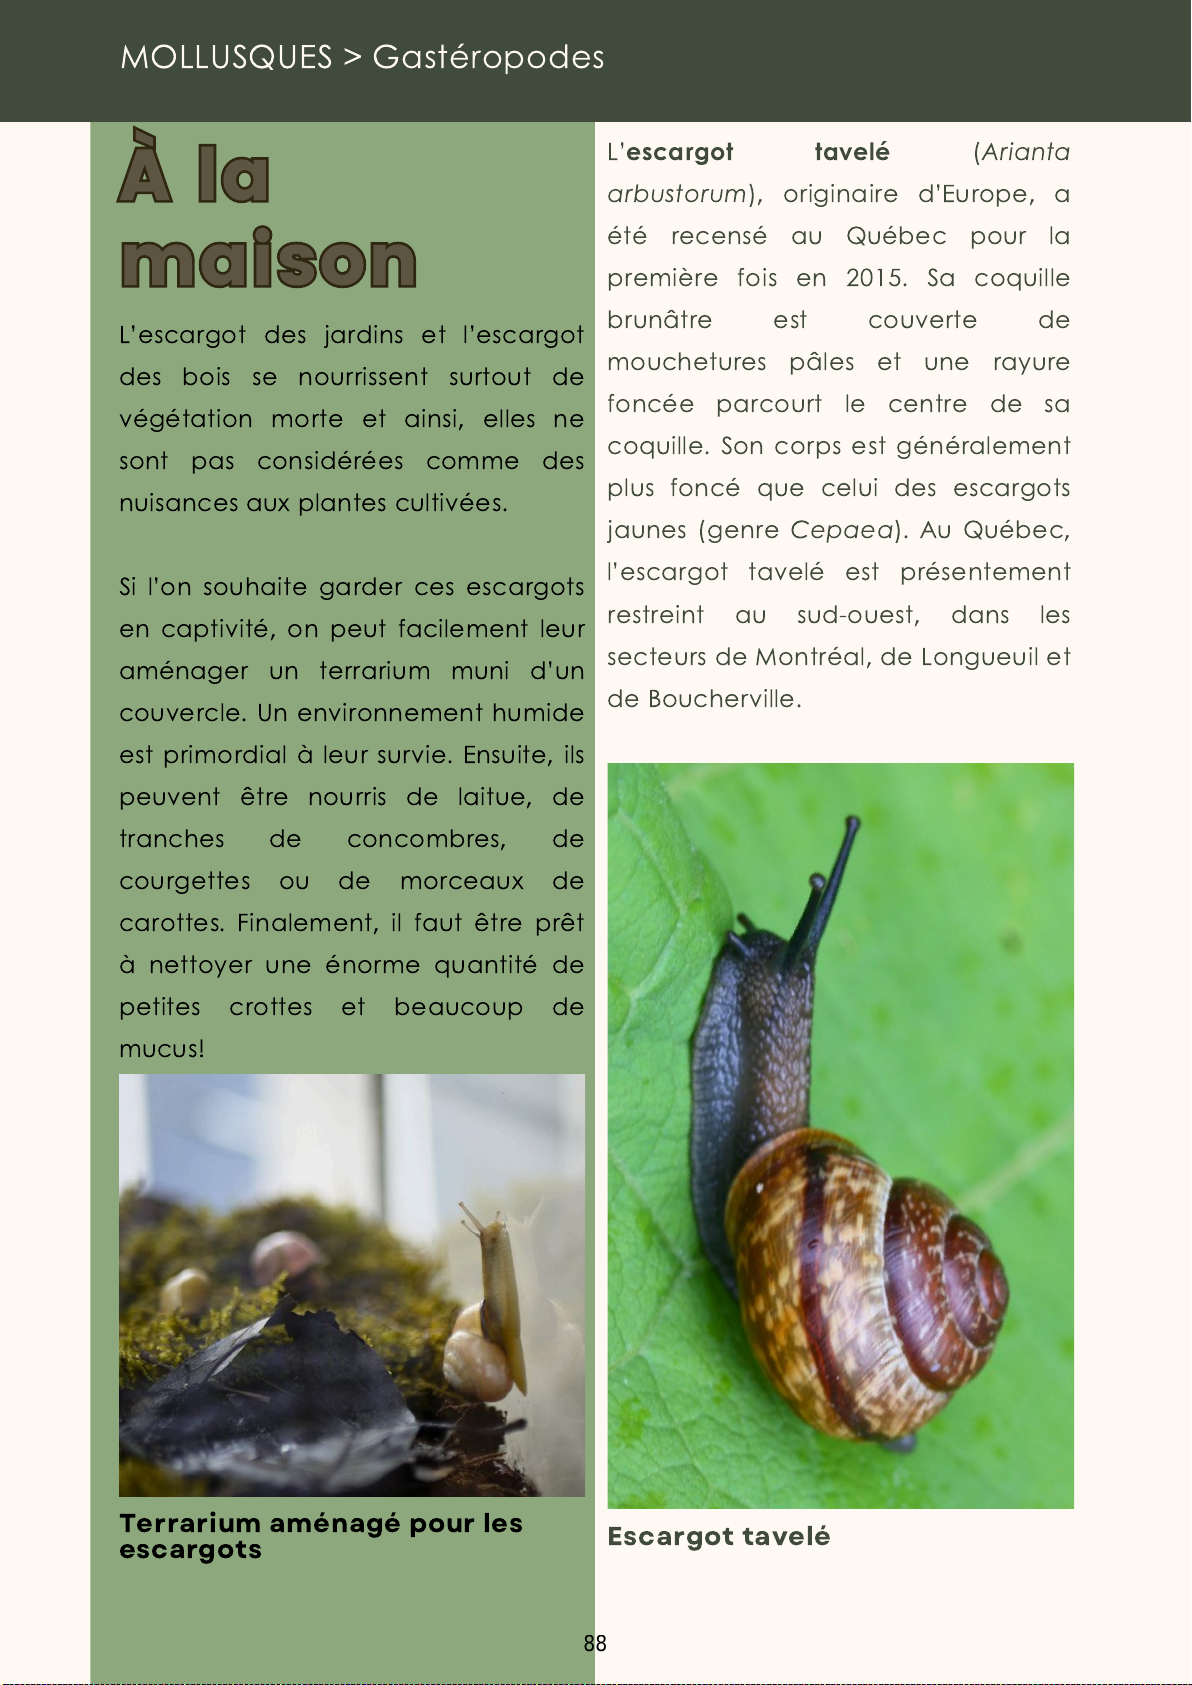 MOLLUSQUES > Gastéropodes
À la
maison
L'escargot des jardins et l'escargot
des bois se nourrissent surtout de
végétation morte et ainsi, elles ne
sont pas considérées comme des
nuisances aux plantes cultivées.
Si l'on souhaite garder ces escargots
en captivité, on peut facilement leur
aménager un terrarium muni d'un
couvercle. Un environnement humide
est primordial à leur survie. Ensuite, ils
peuvent être nourris de laitue, de
tranches de concombres, de
courgettes ou de morceaux de
carottes. Finalement, il faut être prêt
à nettoyer une énorme quantité de
petites crottes et beaucoup de
mucus!
Terrarium aménagé pour les
escargots
L'escargot tavelé (Arianta
arbustorum), originaire d'Europe, a
été recensé au Québec pour la
première fois en 2015. Sa coquille
brunâtre est couverte de
mouchetures pâles et une rayure
foncée parcourt le centre de sa
coquille. Son corps est généralement
plus foncé que celui des escargots
jaunes (genre Cepaea). Au Québec,
l'escargot tavelé est présentement
restreint au sud-ouest, dans les
secteurs de Montréal, de Longueuil et
de Boucherville.
Escargot tavelé
88